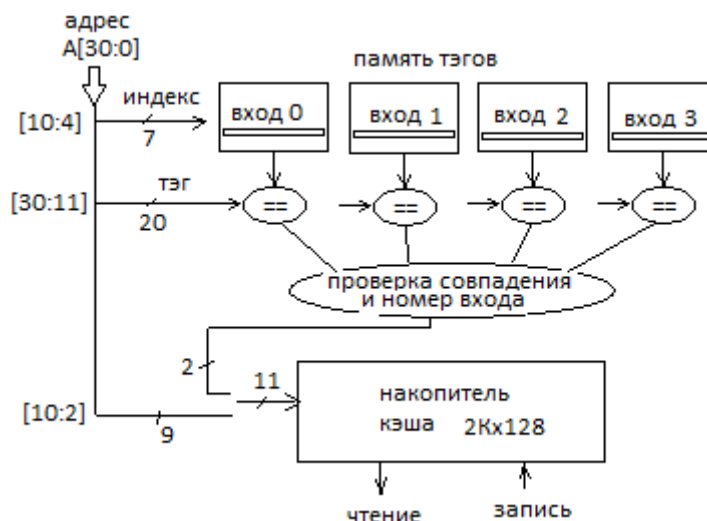 адрес
A[30:0]
память тэгов
индекс
вход 0
вход 1
вход 2
вход 3
[10:4]
7
тэг
[30:11]
20
==
==
==
==
проверка совпадения
и номер входа
2
11
накопитель
кэша 2Кх128
[10:2]
9
чтение
запись